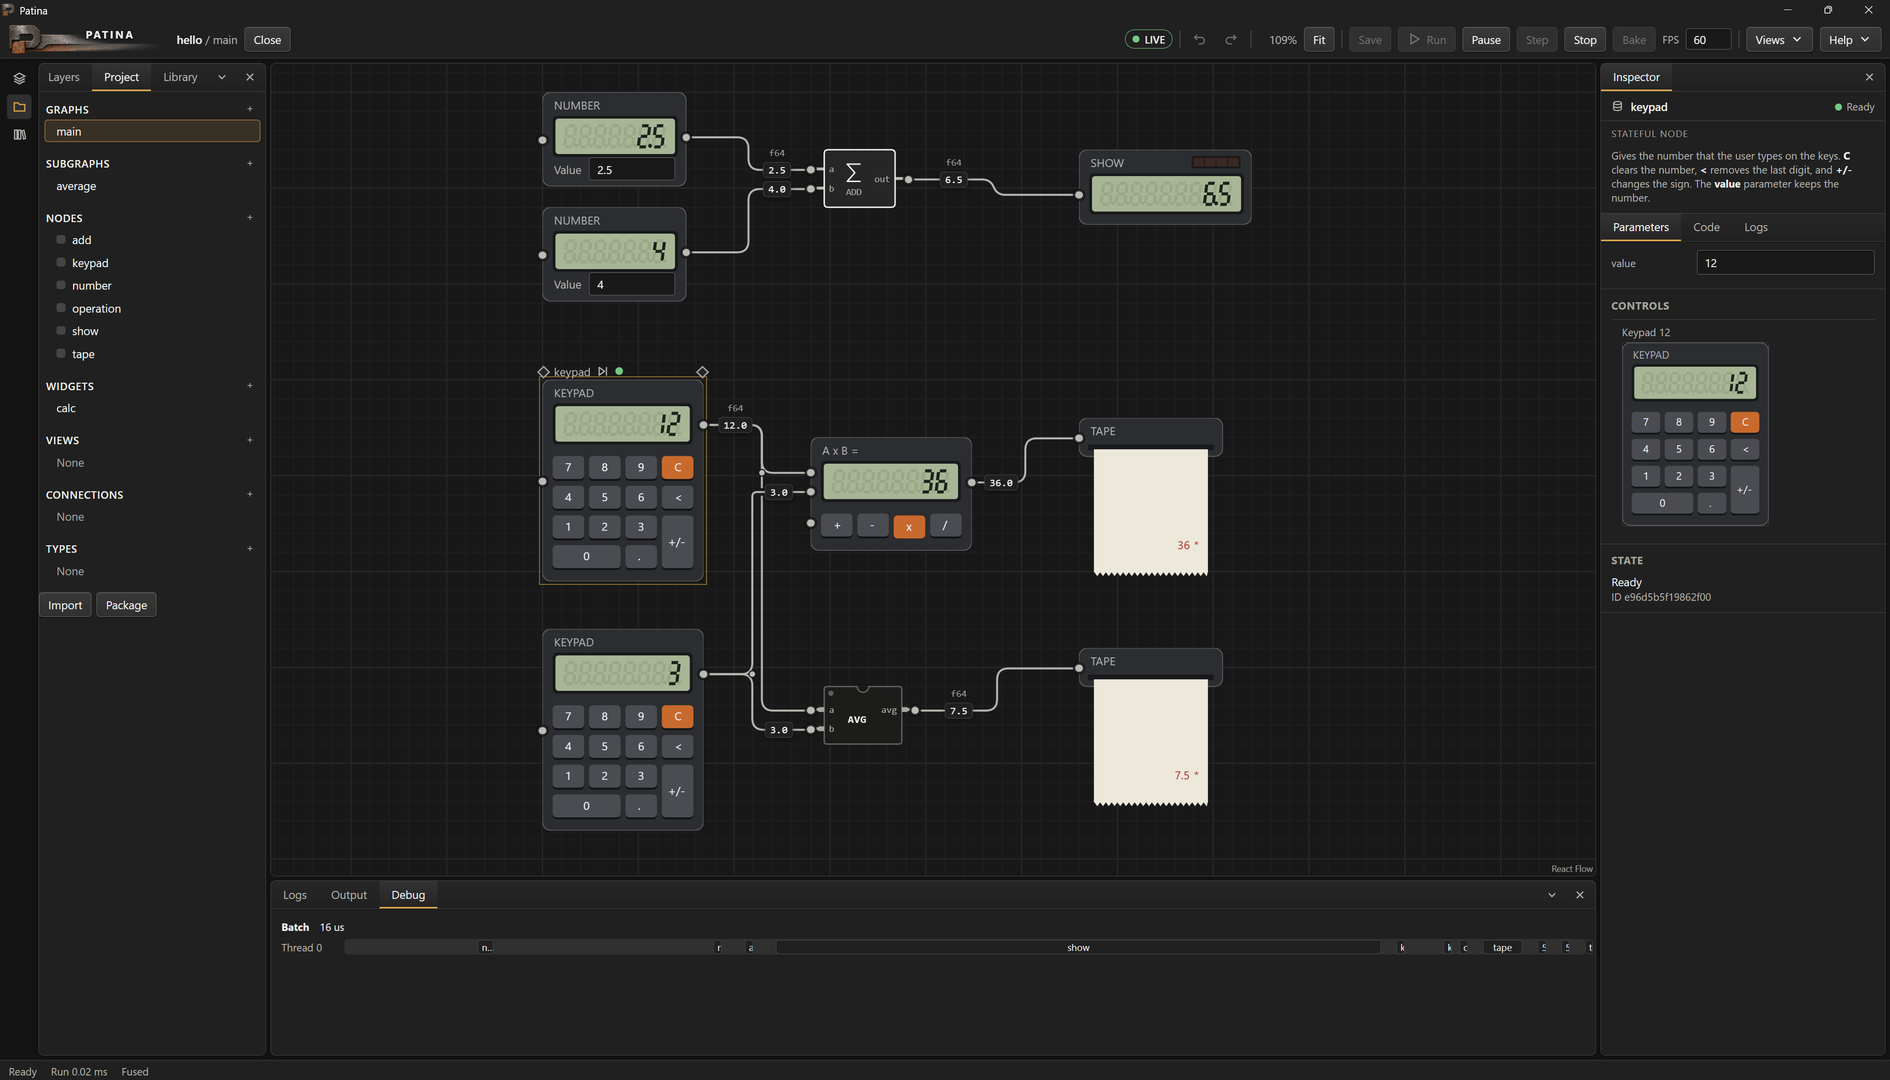 Patina
PATINA
hello / main
Close
LIVE
109%
Fit
Save
Run
Pause
Step
Stop
Bake
FPS
60
Views
Help
Layers
Project
Library
GRAPHS +
main
SUBGRAPHS +
average
NODES +
add
keypad
number
operation
show
tape
WIDGETS +
calc
VIEWS +
None
CONNECTIONS +
None
TYPES +
None
Import
Package
NUMBER
2.5
Value 2.5
NUMBER
4
Value 4
f64
2.5
4.0
a
b
Σ
ADD
out
f64
6.5
SHOW
6.5
keypad
KEYPAD
12
7 8 9 C
4 5 6 <
1 2 3 +/-
0 .
f64
12.0
3.0
A x B =
36
+ - x /
36.0
TAPE
36 *
KEYPAD
3
7 8 9 C
4 5 6 <
1 2 3 +/-
0 .
3.0
a
b
AVG
avg
f64
7.5
TAPE
7.5 *
React Flow
Logs
Output
Debug
Batch 16 us
Thread 0
n..
r
a
show
k
k
c
tape
5
5
t
Inspector
keypad
Ready
STATEFUL NODE
Gives the number that the user types on the keys. C
clears the number, < removes the last digit, and +/-
changes the sign. The value parameter keeps the
number.
Parameters
Code
Logs
value 12
CONTROLS
Keypad 12
KEYPAD
12
7 8 9 C
4 5 6 <
1 2 3 +/-
0 .
STATE
Ready
ID e96d5b5f19862f00
Ready
Run 0.02 ms
Fused